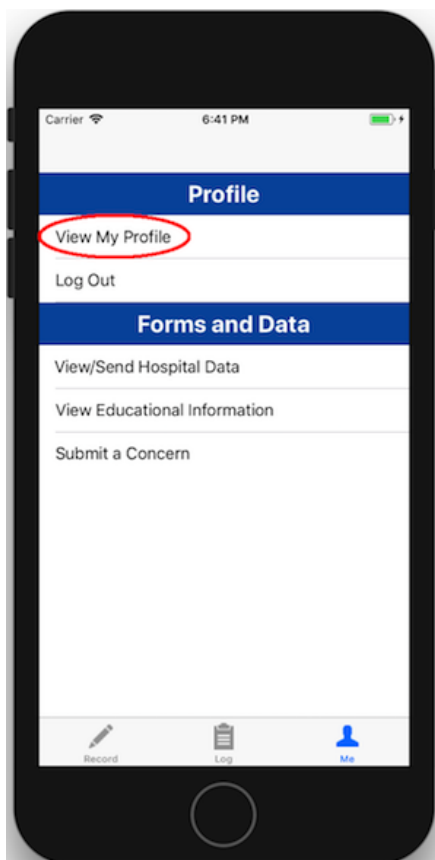 Carrier 6:41 PM
Profile
View My Profile
Log Out
Forms and Data
View/Send Hospital Data
View Educational Information
Submit a Concern
Record Log Me